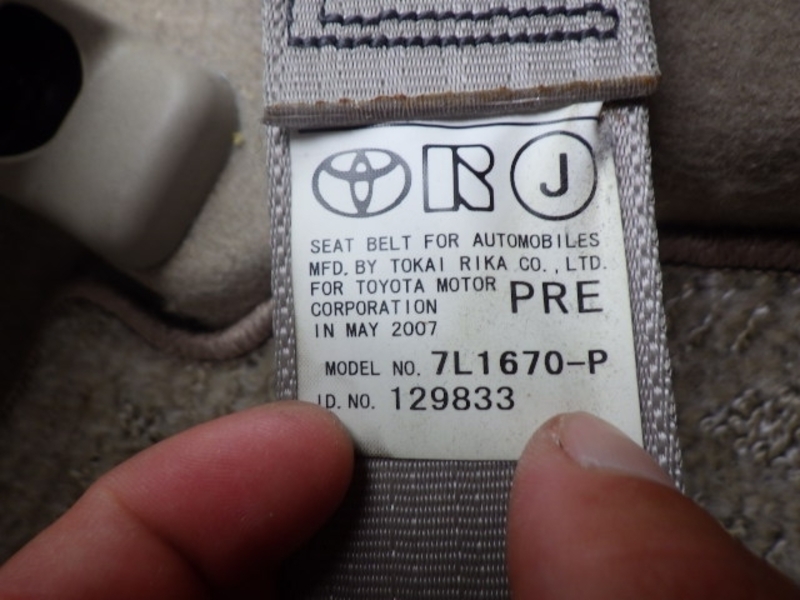 J
SEAT BELT FOR AUTOMOBILES
MFD. BY TOKAI RIKA CO., LTD.
FOR TOYOTA MOTOR
CORPORATION
PRE
IN MAY 2007
MODEL NO. 7L1670-P
ID. NO. 129833